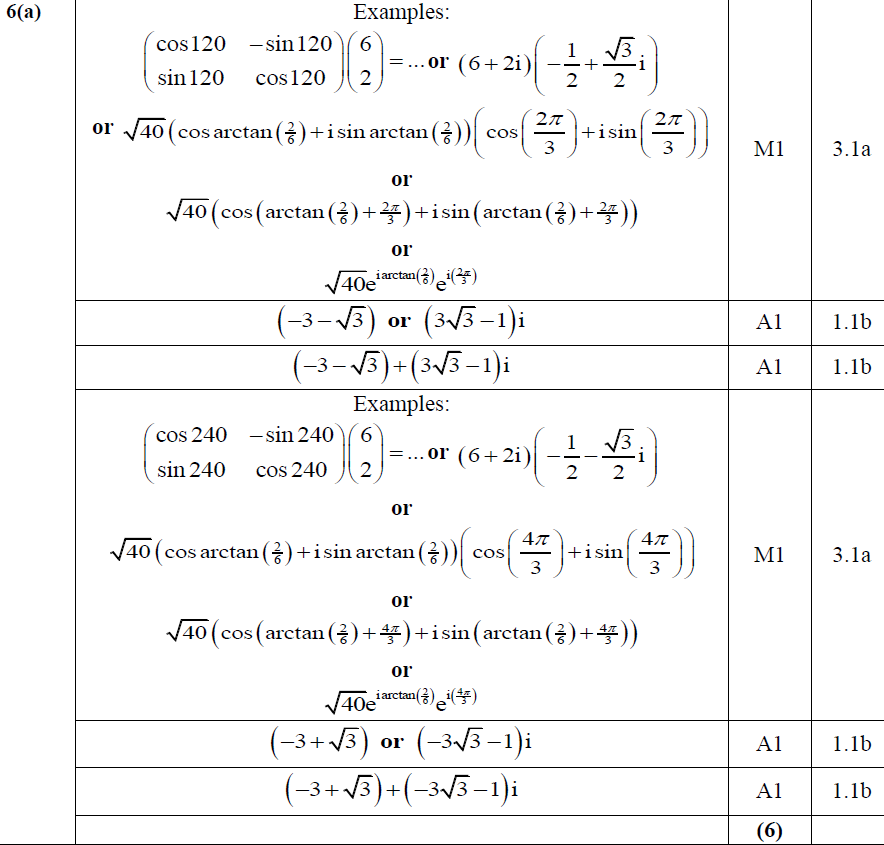 6(a)
Examples:
$\begin{pmatrix} \cos 120 & -\sin 120 \\ \sin 120 & \cos 120 \end{pmatrix}\begin{pmatrix} 6 \\ 2 \end{pmatrix} = \ldots$ **or** $(6+2\mathrm{i})\left(-\frac{1}{2}+\frac{\sqrt{3}}{2}\mathrm{i}\right)$
**or** $\sqrt{40}\left(\cos\arctan\left(\frac{2}{6}\right)+\mathrm{i}\sin\arctan\left(\frac{2}{6}\right)\right)\left(\cos\left(\frac{2\pi}{3}\right)+\mathrm{i}\sin\left(\frac{2\pi}{3}\right)\right)$
M1 3.1a
**or**
$\sqrt{40}\left(\cos\left(\arctan\left(\frac{2}{6}\right)+\frac{2\pi}{3}\right)+\mathrm{i}\sin\left(\arctan\left(\frac{2}{6}\right)+\frac{2\pi}{3}\right)\right)$
**or**
$\sqrt{40}\mathrm{e}^{\mathrm{i}\arctan\left(\frac{2}{6}\right)}\mathrm{e}^{\mathrm{i}\left(\frac{2\pi}{3}\right)}$
$\left(-3-\sqrt{3}\right)$ **or** $\left(3\sqrt{3}-1\right)\mathrm{i}$ A1 1.1b
$\left(-3-\sqrt{3}\right)+\left(3\sqrt{3}-1\right)\mathrm{i}$ A1 1.1b
Examples:
$\begin{pmatrix} \cos 240 & -\sin 240 \\ \sin 240 & \cos 240 \end{pmatrix}\begin{pmatrix} 6 \\ 2 \end{pmatrix} = \ldots$ **or** $(6+2\mathrm{i})\left(-\frac{1}{2}-\frac{\sqrt{3}}{2}\mathrm{i}\right)$
**or**
$\sqrt{40}\left(\cos\arctan\left(\frac{2}{6}\right)+\mathrm{i}\sin\arctan\left(\frac{2}{6}\right)\right)\left(\cos\left(\frac{4\pi}{3}\right)+\mathrm{i}\sin\left(\frac{4\pi}{3}\right)\right)$ M1 3.1a
**or**
$\sqrt{40}\left(\cos\left(\arctan\left(\frac{2}{6}\right)+\frac{4\pi}{3}\right)+\mathrm{i}\sin\left(\arctan\left(\frac{2}{6}\right)+\frac{4\pi}{3}\right)\right)$
**or**
$\sqrt{40}\mathrm{e}^{\mathrm{i}\arctan\left(\frac{2}{6}\right)}\mathrm{e}^{\mathrm{i}\left(\frac{4\pi}{3}\right)}$
$\left(-3+\sqrt{3}\right)$ **or** $\left(-3\sqrt{3}-1\right)\mathrm{i}$ A1 1.1b
$\left(-3+\sqrt{3}\right)+\left(-3\sqrt{3}-1\right)\mathrm{i}$ A1 1.1b
(6)